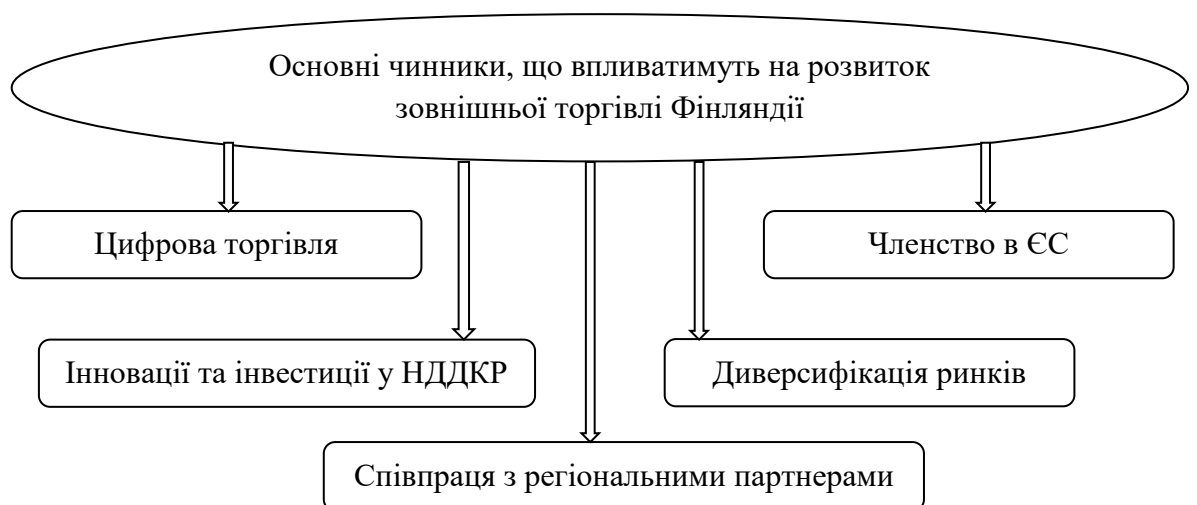 Основні чинники, що впливатимуть на розвиток
зовнішньої торгівлі Фінляндії
Цифрова торгівля
Членство в ЄС
Інновації та інвестиції у НДДКР
Диверсифікація ринків
Співпраця з регіональними партнерами